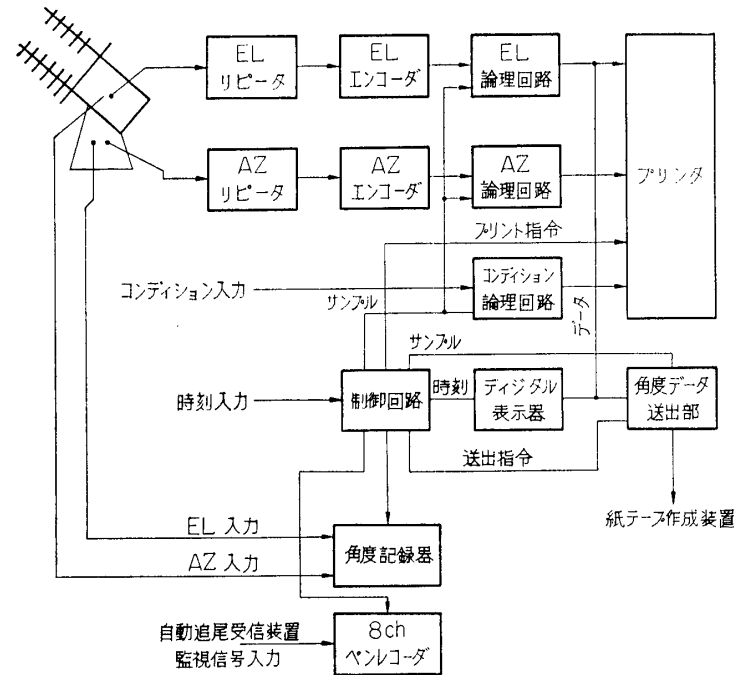 EL
リピータ
EL
エンコーダ
EL
論理回路
AZ
リピータ
AZ
エンコーダ
AZ
論理回路
プリンタ
プリント指令
コンディション入力
サンプル
コンディション
論理回路
データ
サンプル
時刻入力
制御回路
時刻
ディジタル
表示器
角度データ
送出部
送出指令
紙テープ作成装置
EL入力
AZ入力
角度記録器
自動追尾受信装置
監視信号入力
8ch
ペンレコーダ